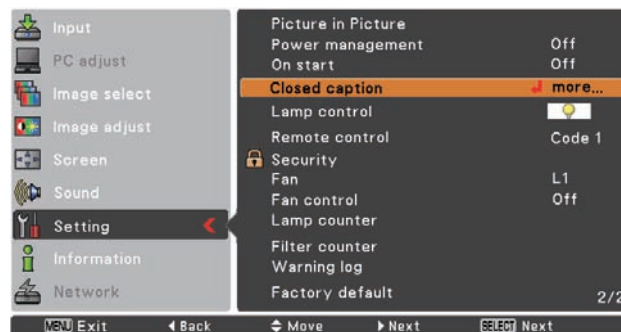 Input
PC adjust
Image select
Image adjust
Screen
Sound
Setting
Information
Network
Picture in Picture
Power management Off
On start Off
Closed caption more...
Lamp control
Remote control Code 1
Security
Fan L1
Fan control Off
Lamp counter
Filter counter
Warning log
Factory default 2/2
MENU Exit Back Move Next SELECT Next